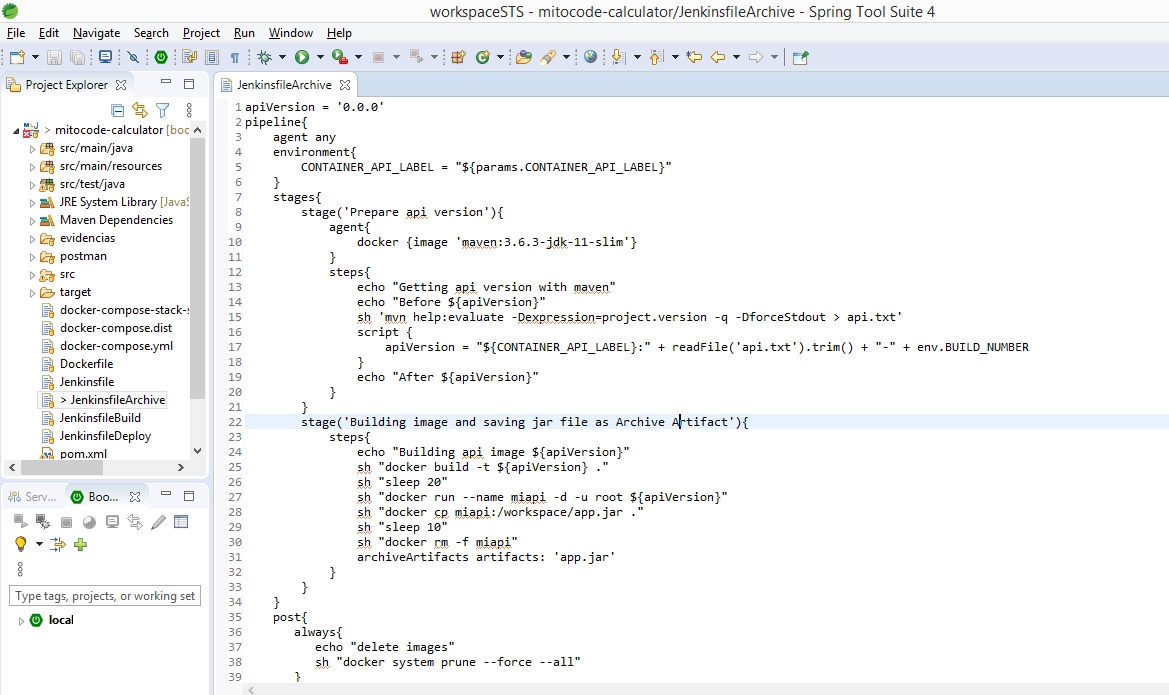 workspaceSTS - mitocode-calculator/JenkinsfileArchive - Spring Tool Suite 4
File Edit Navigate Search Project Run Window Help
Project Explorer
mitocode-calculator [boo
src/main/java
src/main/resources
src/test/java
JRE System Library [JavaS
Maven Dependencies
evidencias
postman
src
target
docker-compose-stack-s
docker-compose.dist
docker-compose.yml
Dockerfile
Jenkinsfile
> JenkinsfileArchive
JenkinsfileBuild
JenkinsfileDeploy
pom.xml
Serv... Boo...
Type tags, projects, or working set
local
JenkinsfileArchive
1 apiVersion = '0.0.0'
2 pipeline{
3     agent any
4     environment{
5         CONTAINER_API_LABEL = "${params.CONTAINER_API_LABEL}"
6     }
7     stages{
8         stage('Prepare api version'){
9             agent{
10                 docker {image 'maven:3.6.3-jdk-11-slim'}
11             }
12             steps{
13                 echo "Getting api version with maven"
14                 echo "Before ${apiVersion}"
15                 sh 'mvn help:evaluate -Dexpression=project.version -q -DforceStdout > api.txt'
16                 script {
17                     apiVersion = "${CONTAINER_API_LABEL}:" + readFile('api.txt').trim() + "-" + env.BUILD_NUMBER
18                 }
19                 echo "After ${apiVersion}"
20             }
21         }
22         stage('Building image and saving jar file as Archive Artifact'){
23             steps{
24                 echo "Building api image ${apiVersion}"
25                 sh "docker build -t ${apiVersion} ."
26                 sh "sleep 20"
27                 sh "docker run --name miapi -d -u root ${apiVersion}"
28                 sh "docker cp miapi:/workspace/app.jar ."
29                 sh "sleep 10"
30                 sh "docker rm -f miapi"
31                 archiveArtifacts artifacts: 'app.jar'
32             }
33         }
34     }
35     post{
36        always{
37           echo "delete images"
38           sh "docker system prune --force --all"
39        }